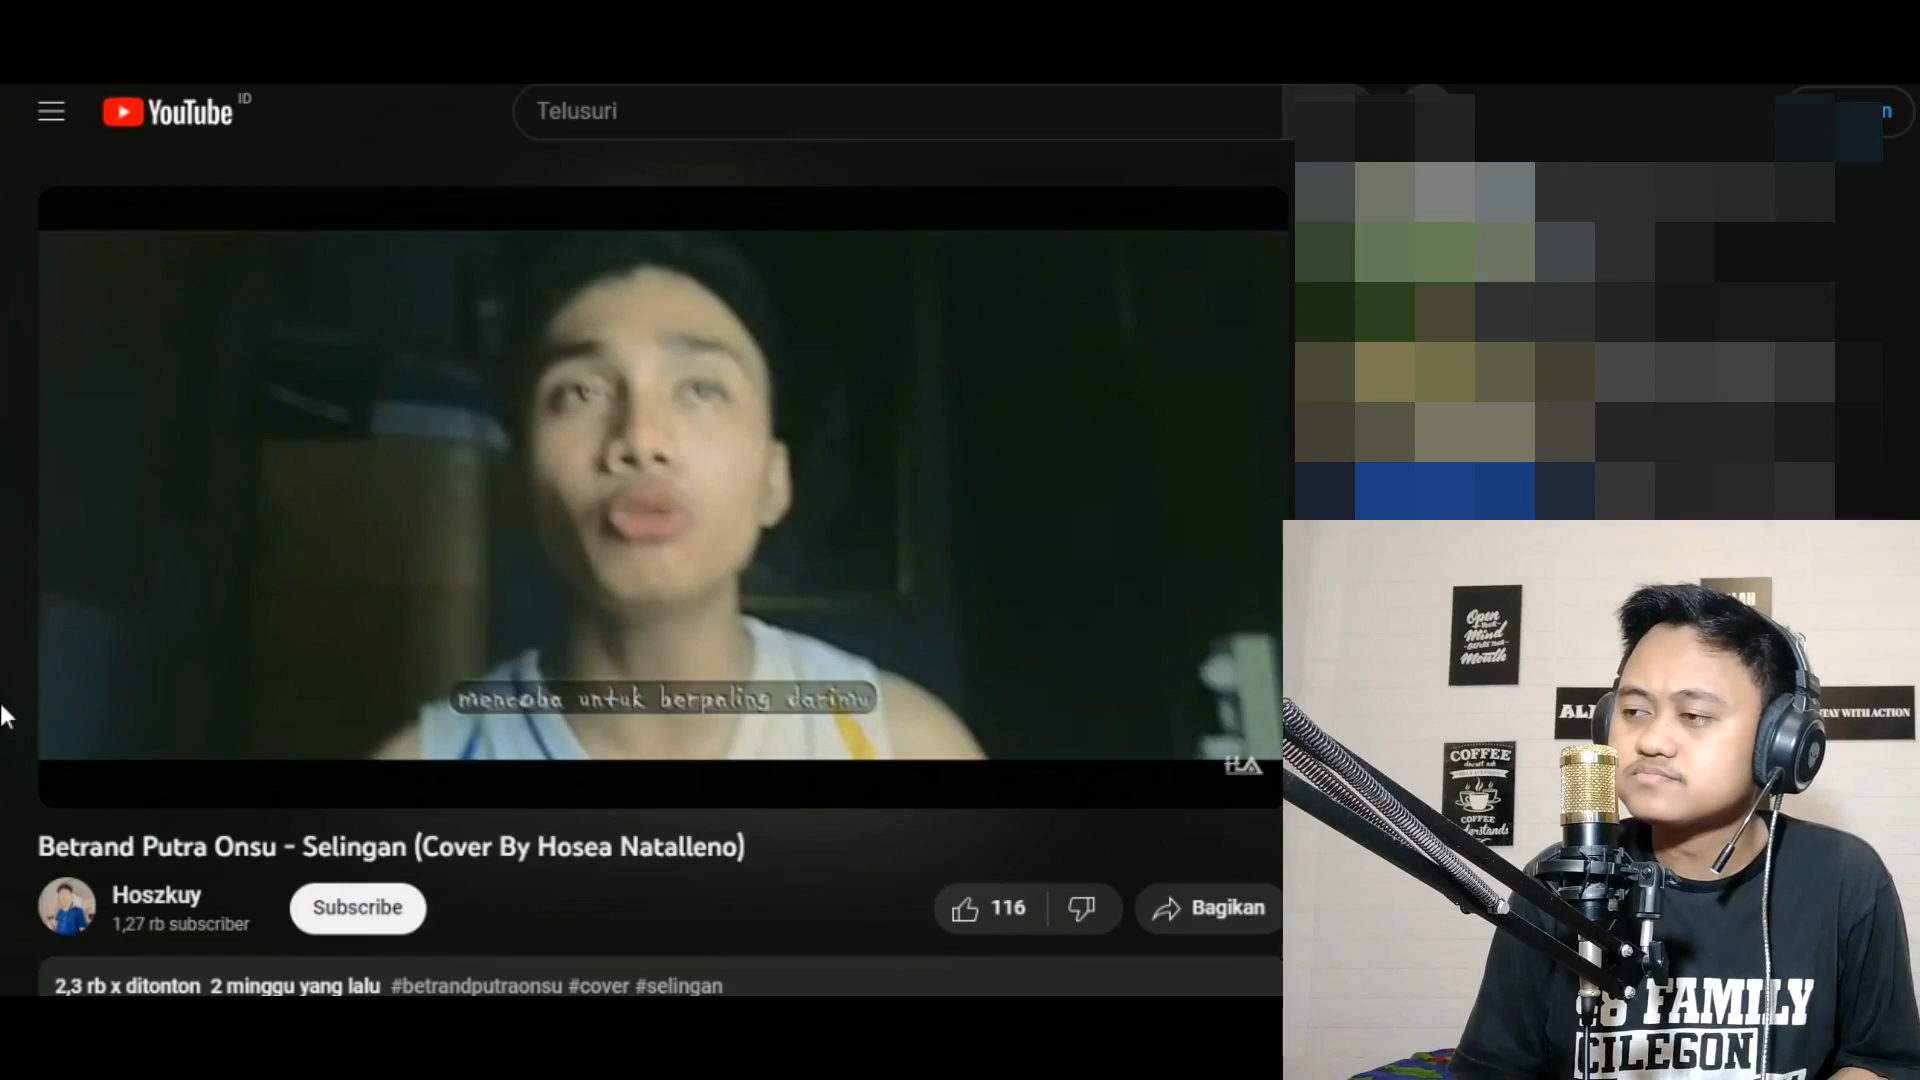 YouTube ID
Telusuri
n
mencoba untuk berpaling darimu
HA
Betrand Putra Onsu - Selingan (Cover By Hosea Natalleno)
Hoszkuy
1,27 rb subscriber
Subscribe
116
Bagikan
2,3 rb x ditonton 2 minggu yang lalu #betrandputraonsu #cover #selingan
Open
Your
Mind
Mouth
STAY WITH ACTION
COFFEE
COFFEE
FAMILY
CILEGON